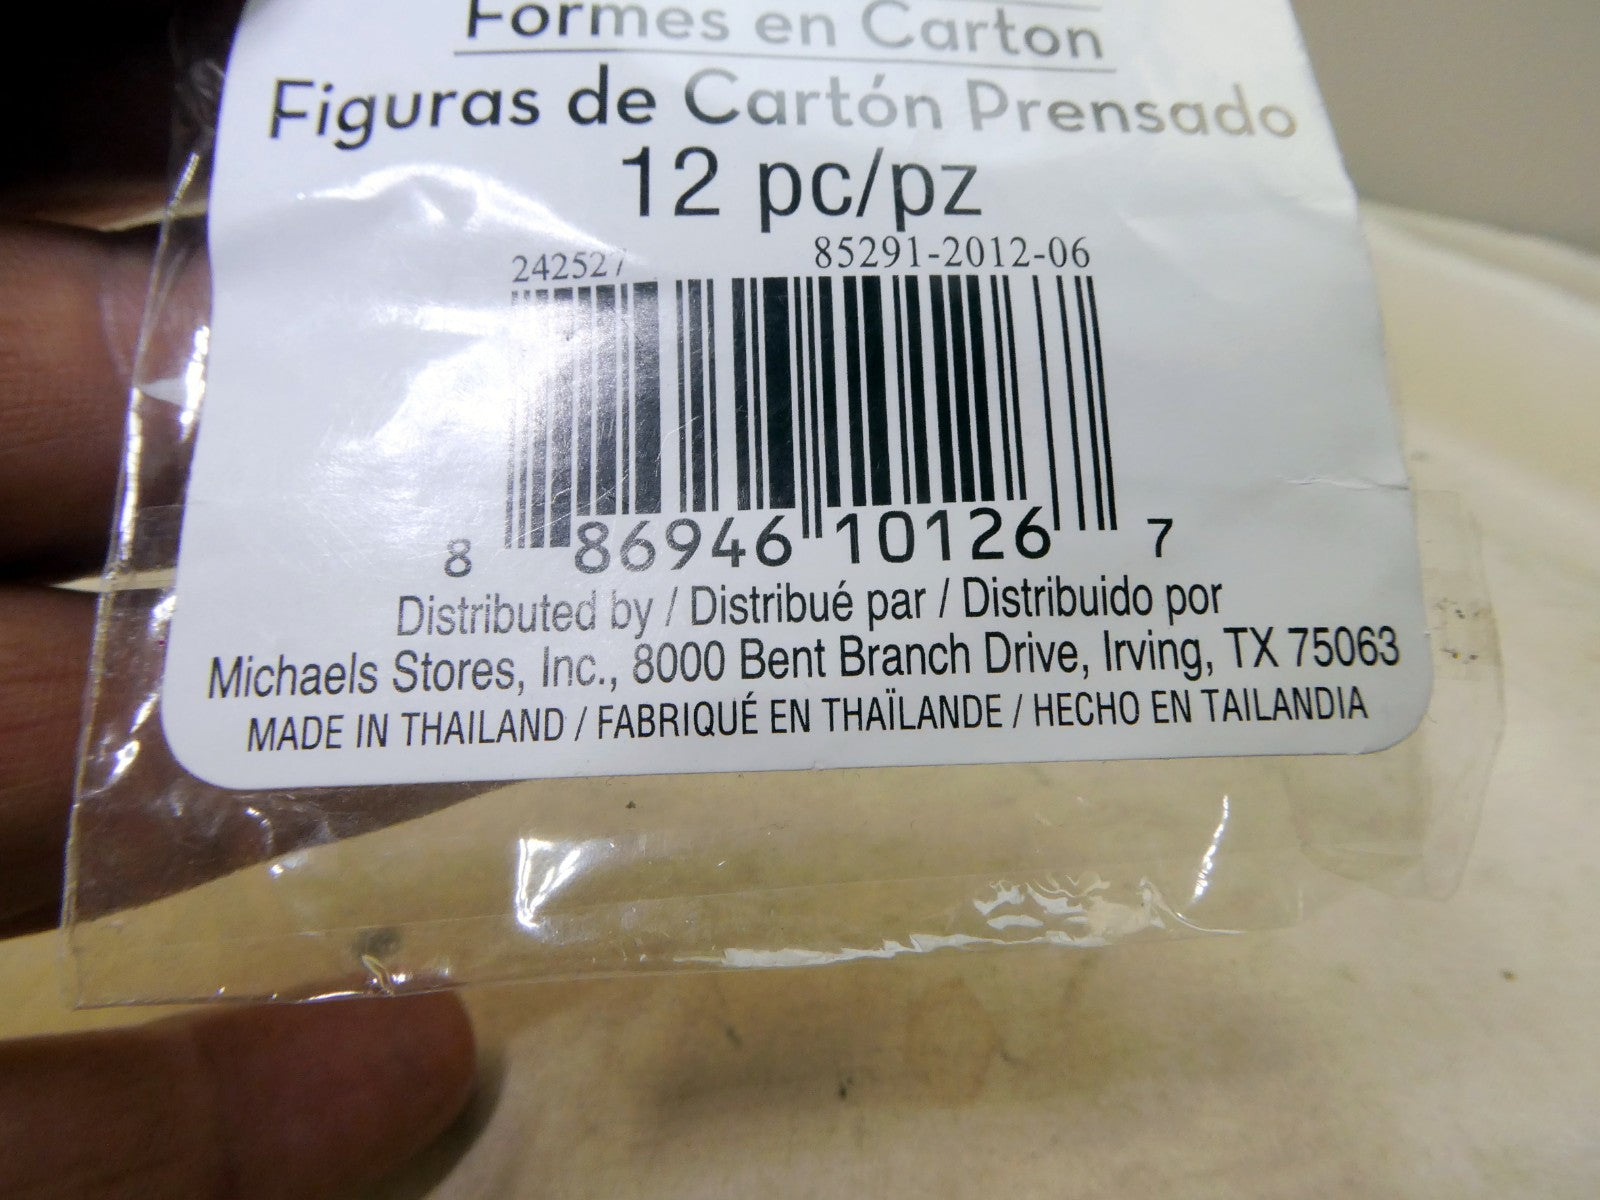 Formes en Carton
Figuras de Cartón Prensado
12 pc/pz
242527 85291-2012-06
8 86946 10126 7
Distributed by / Distribué par / Distribuido por
Michaels Stores, Inc., 8000 Bent Branch Drive, Irving, TX 75063
MADE IN THAILAND / FABRIQUÉ EN THAÏLANDE / HECHO EN TAILANDIA